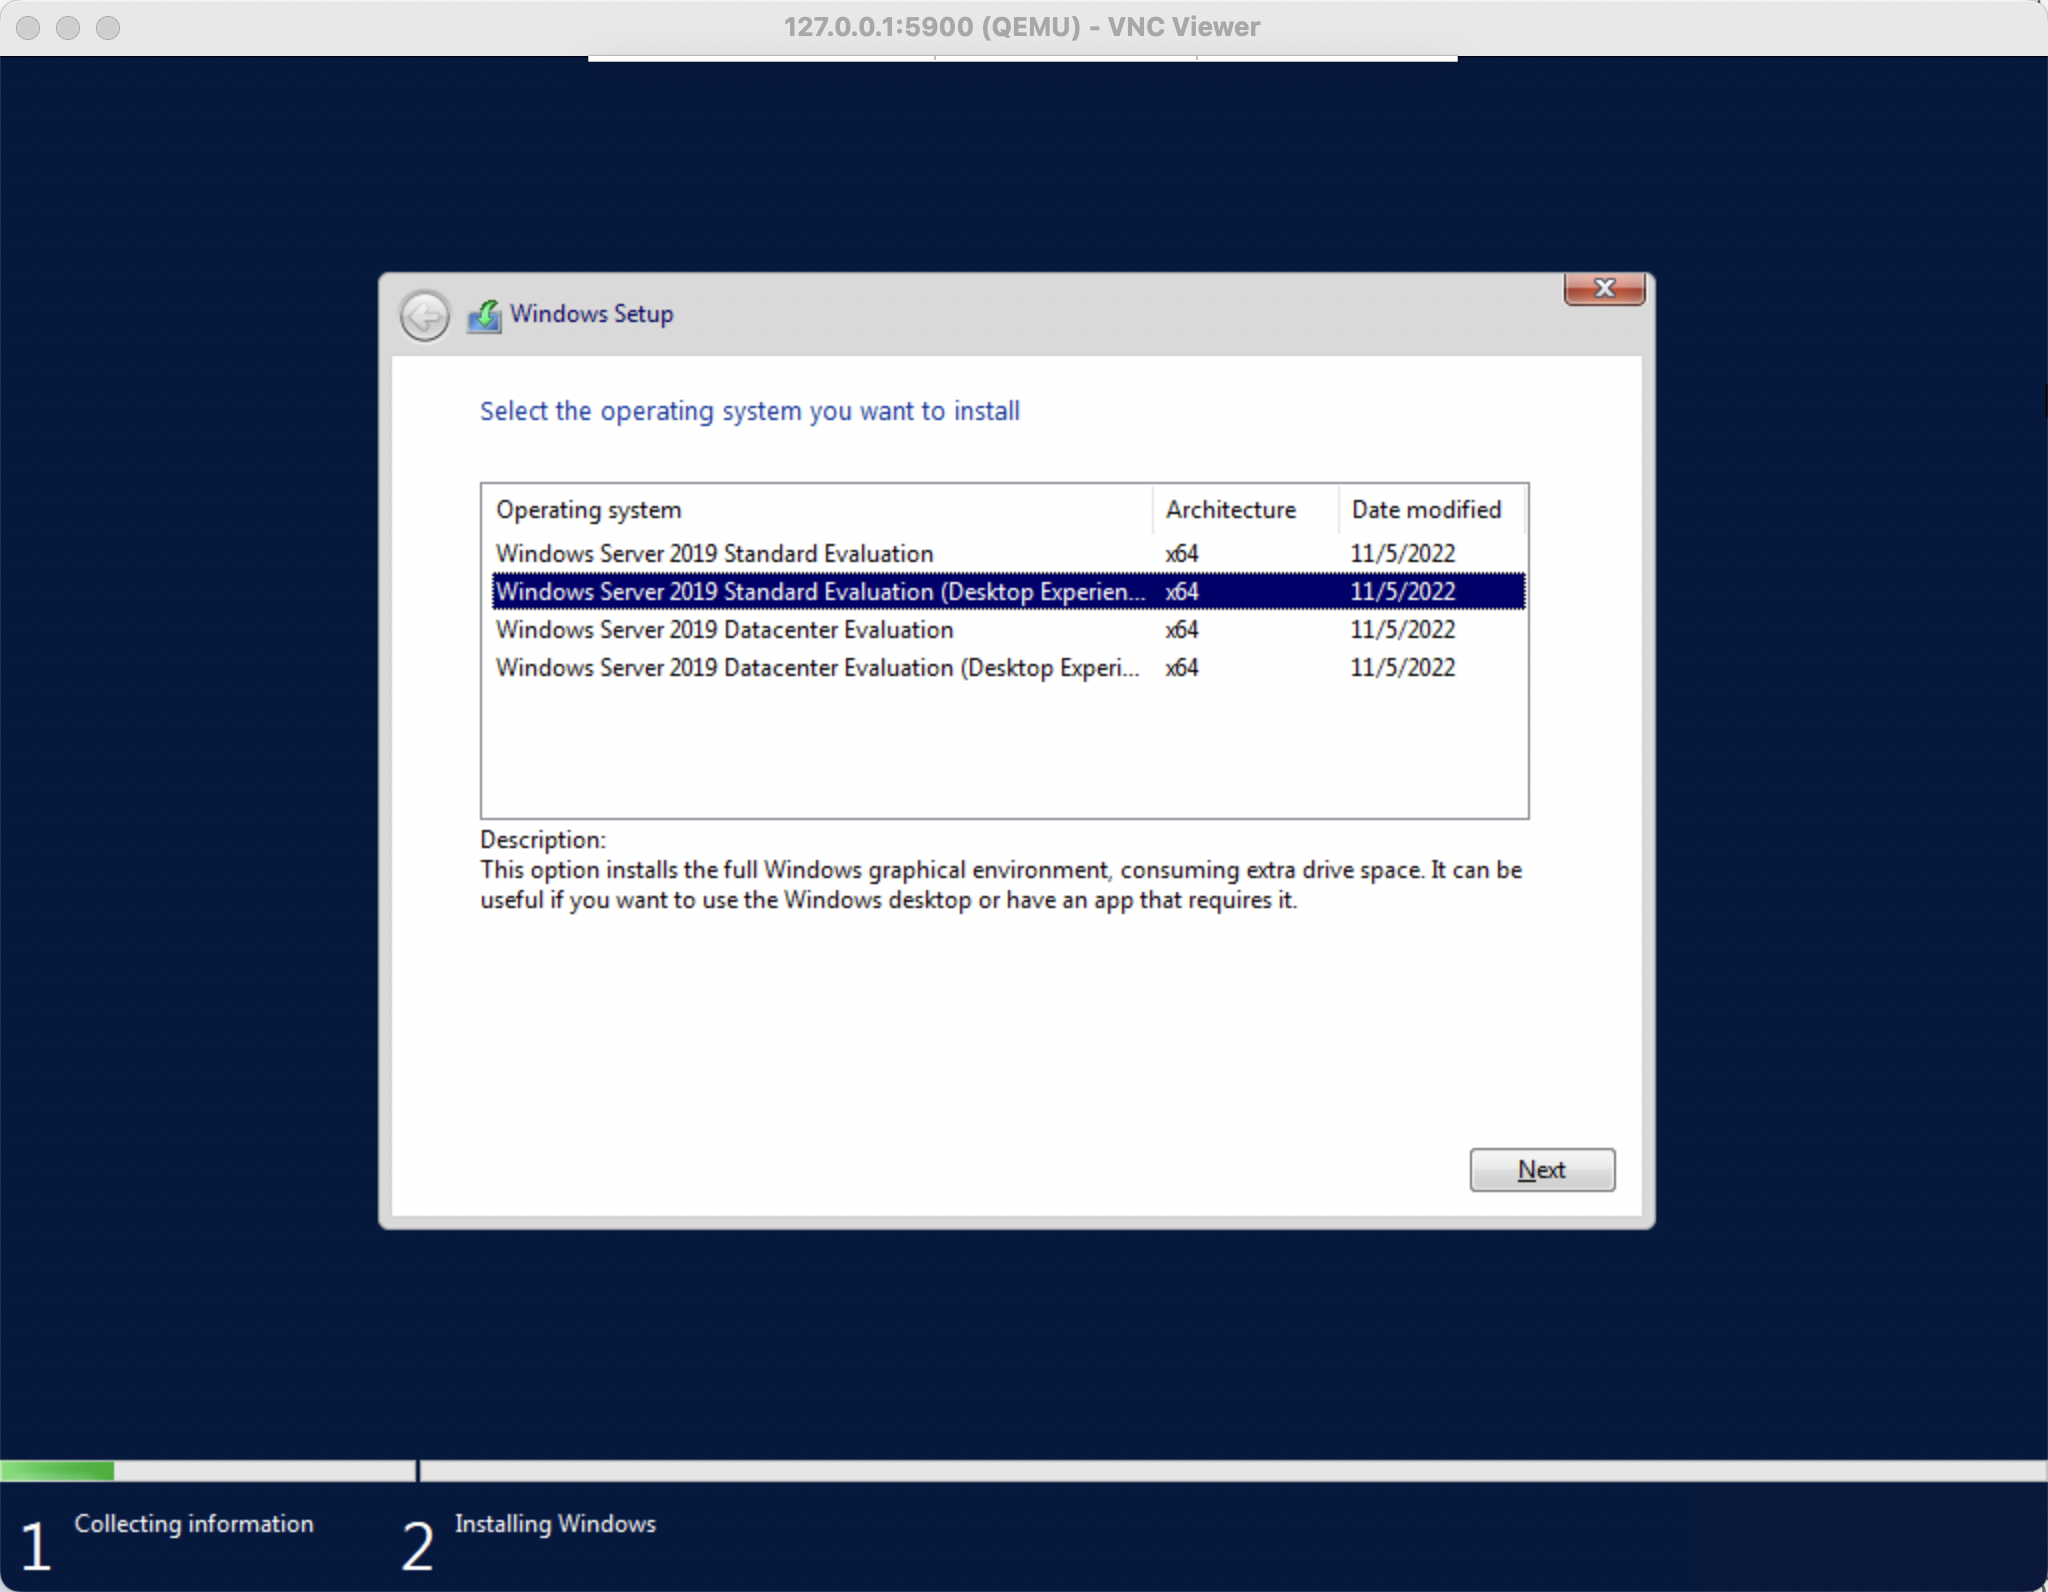 127.0.0.1:5900 (QEMU) - VNC Viewer
Windows Setup
Select the operating system you want to install
Operating system Architecture Date modified
Windows Server 2019 Standard Evaluation x64 11/5/2022
Windows Server 2019 Standard Evaluation (Desktop Experien... x64 11/5/2022
Windows Server 2019 Datacenter Evaluation x64 11/5/2022
Windows Server 2019 Datacenter Evaluation (Desktop Experi... x64 11/5/2022
Description:
This option installs the full Windows graphical environment, consuming extra drive space. It can be
useful if you want to use the Windows desktop or have an app that requires it.
Next
1 Collecting information 2 Installing Windows